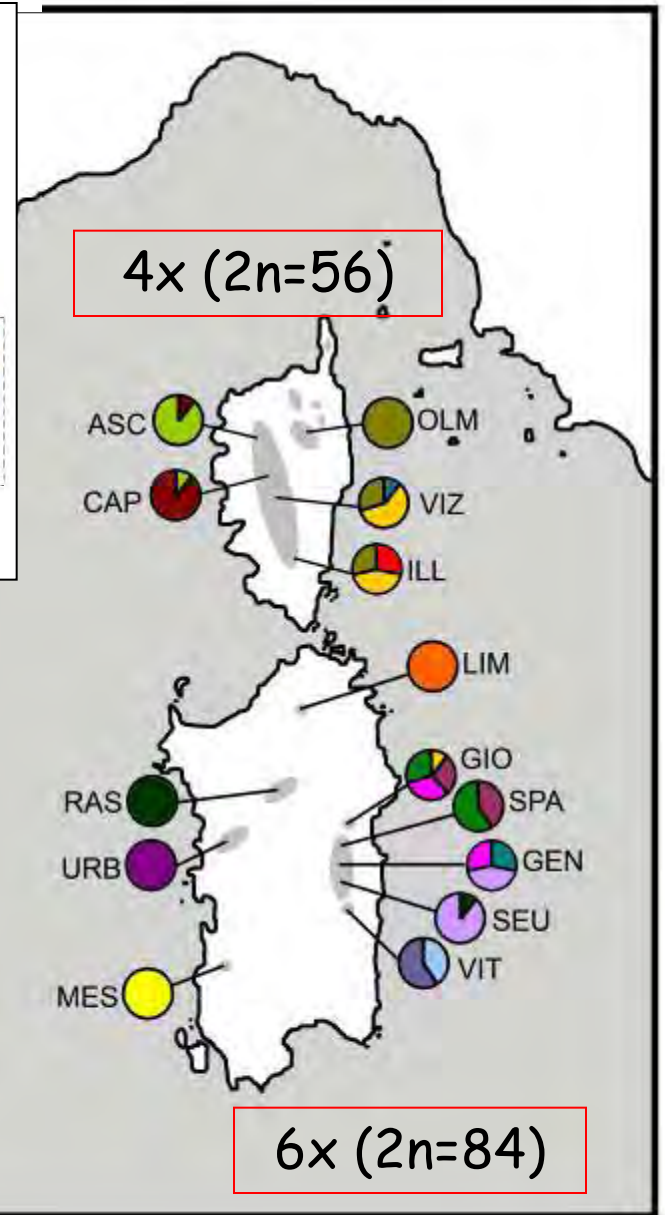 4x (2n=56)
ASC
OLM
CAP
VIZ
ILL
LIM
GIO
RAS
SPA
URB
GEN
SEU
VIT
MES
6x (2n=84)